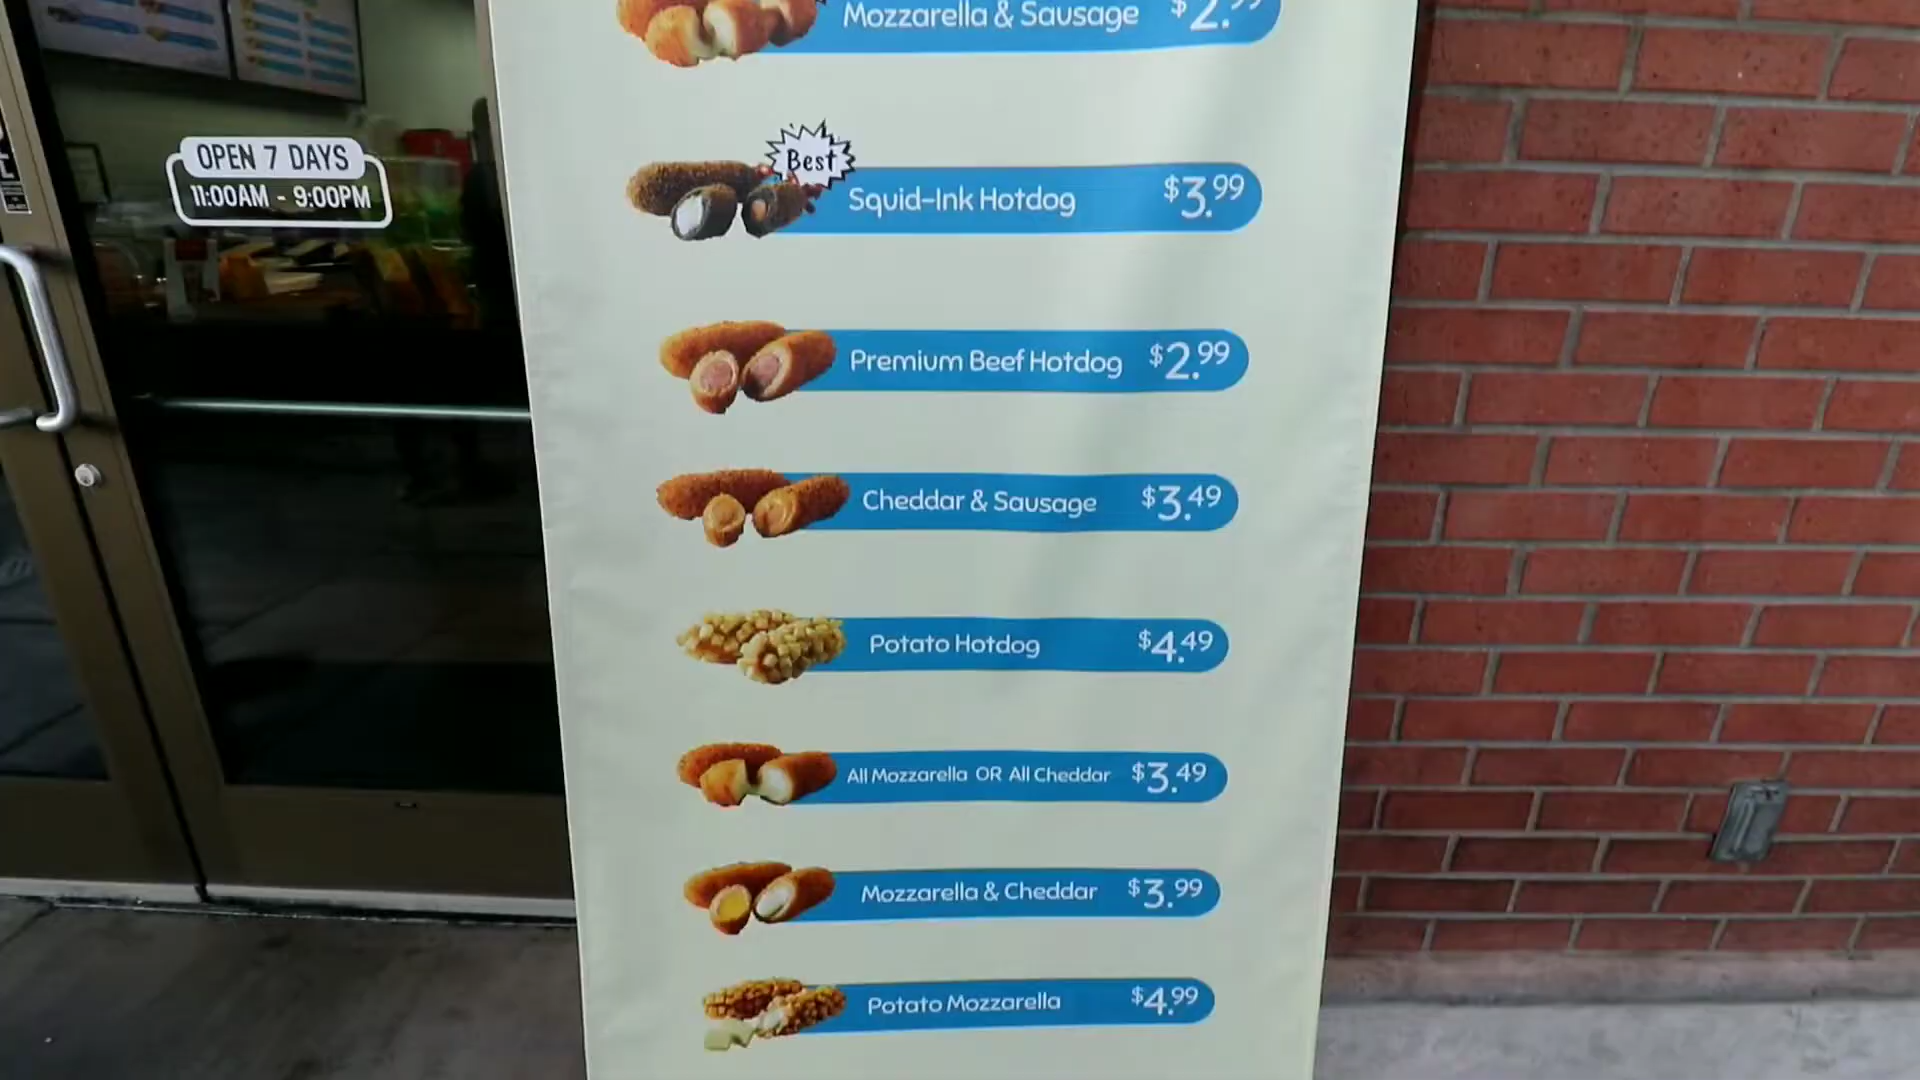 OPEN 7 DAYS
11:00AM - 9:00PM
Mozzarella & Sausage $2.99
Best
Squid-Ink Hotdog $3.99
Premium Beef Hotdog $2.99
Cheddar & Sausage $3.49
Potato Hotdog $4.49
All Mozzarella OR All Cheddar $3.49
Mozzarella & Cheddar $3.99
Potato Mozzarella $4.99